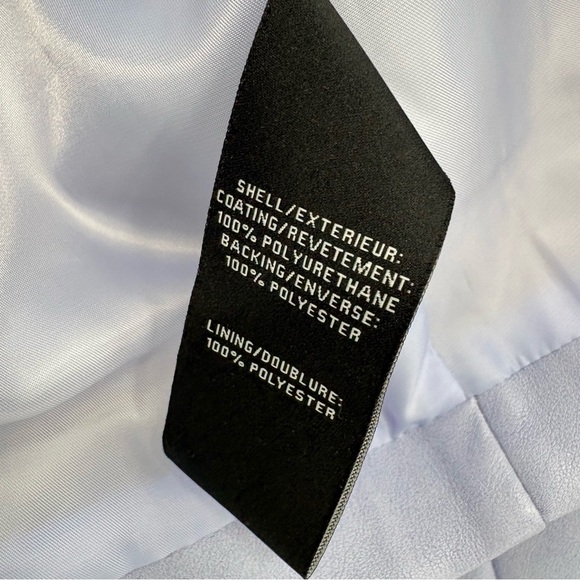 SHELL/EXTERIEUR:
COATING/REVETEMENT:
100% POLYURETHANE
BACKING/ENVERSE:
100% POLYESTER
LINING/DOUBLURE:
100% POLYESTER